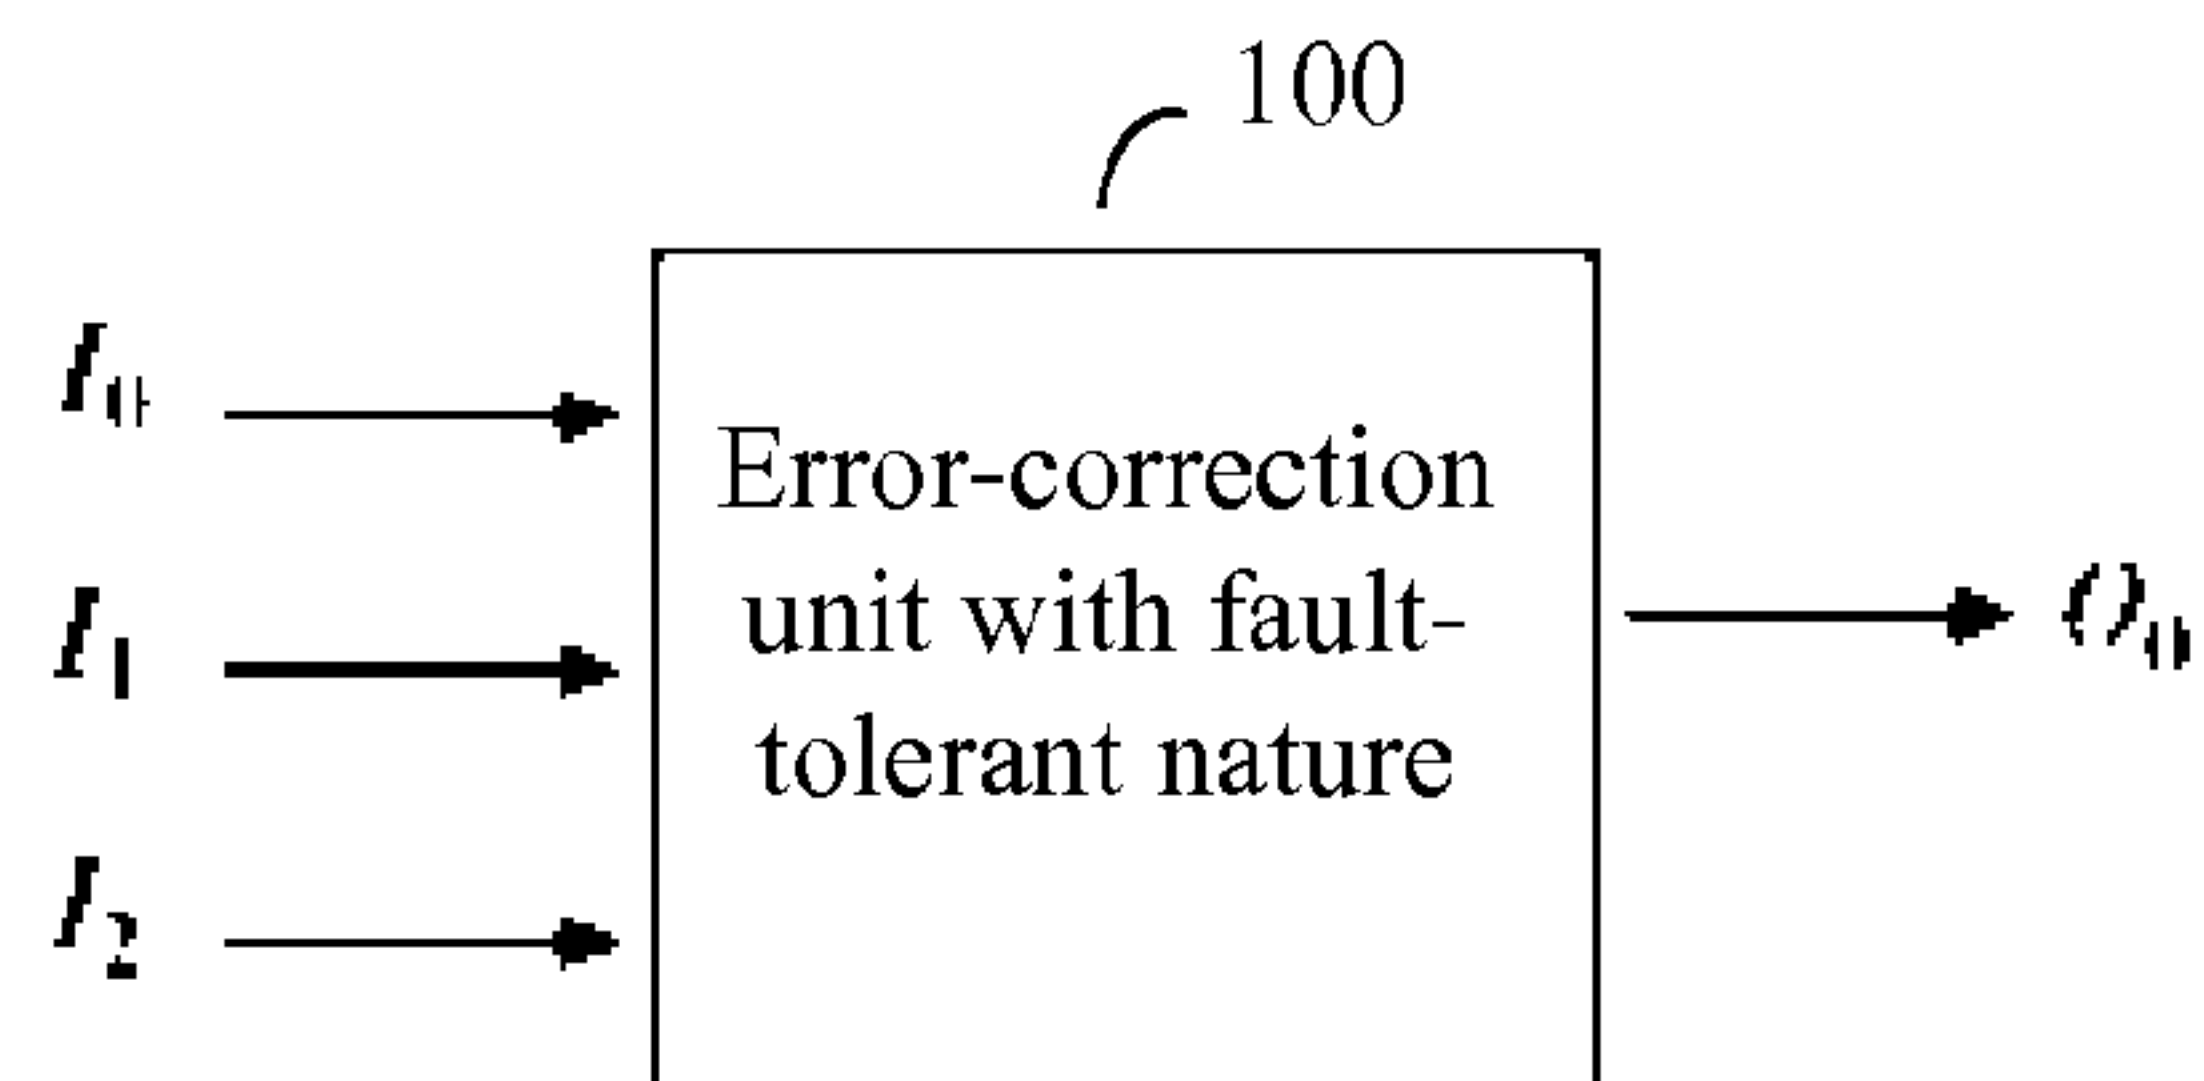 100
I₀
Error-correction
unit with fault-
tolerant nature
I₁
O₀
I₂